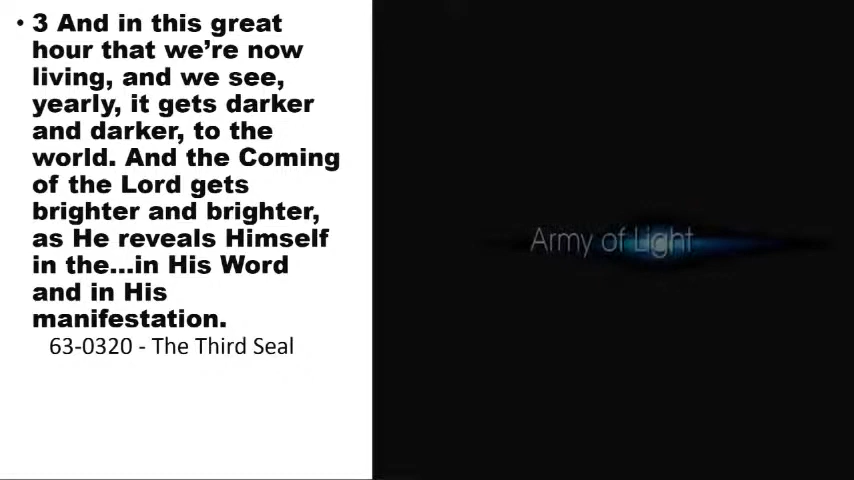 • 3 And in this great
hour that we’re now
living, and we see,
yearly, it gets darker
and darker, to the
world. And the Coming
of the Lord gets
brighter and brighter,
as He reveals Himself
in the...in His Word
and in His
manifestation.
63-0320 - The Third Seal
Army of Light